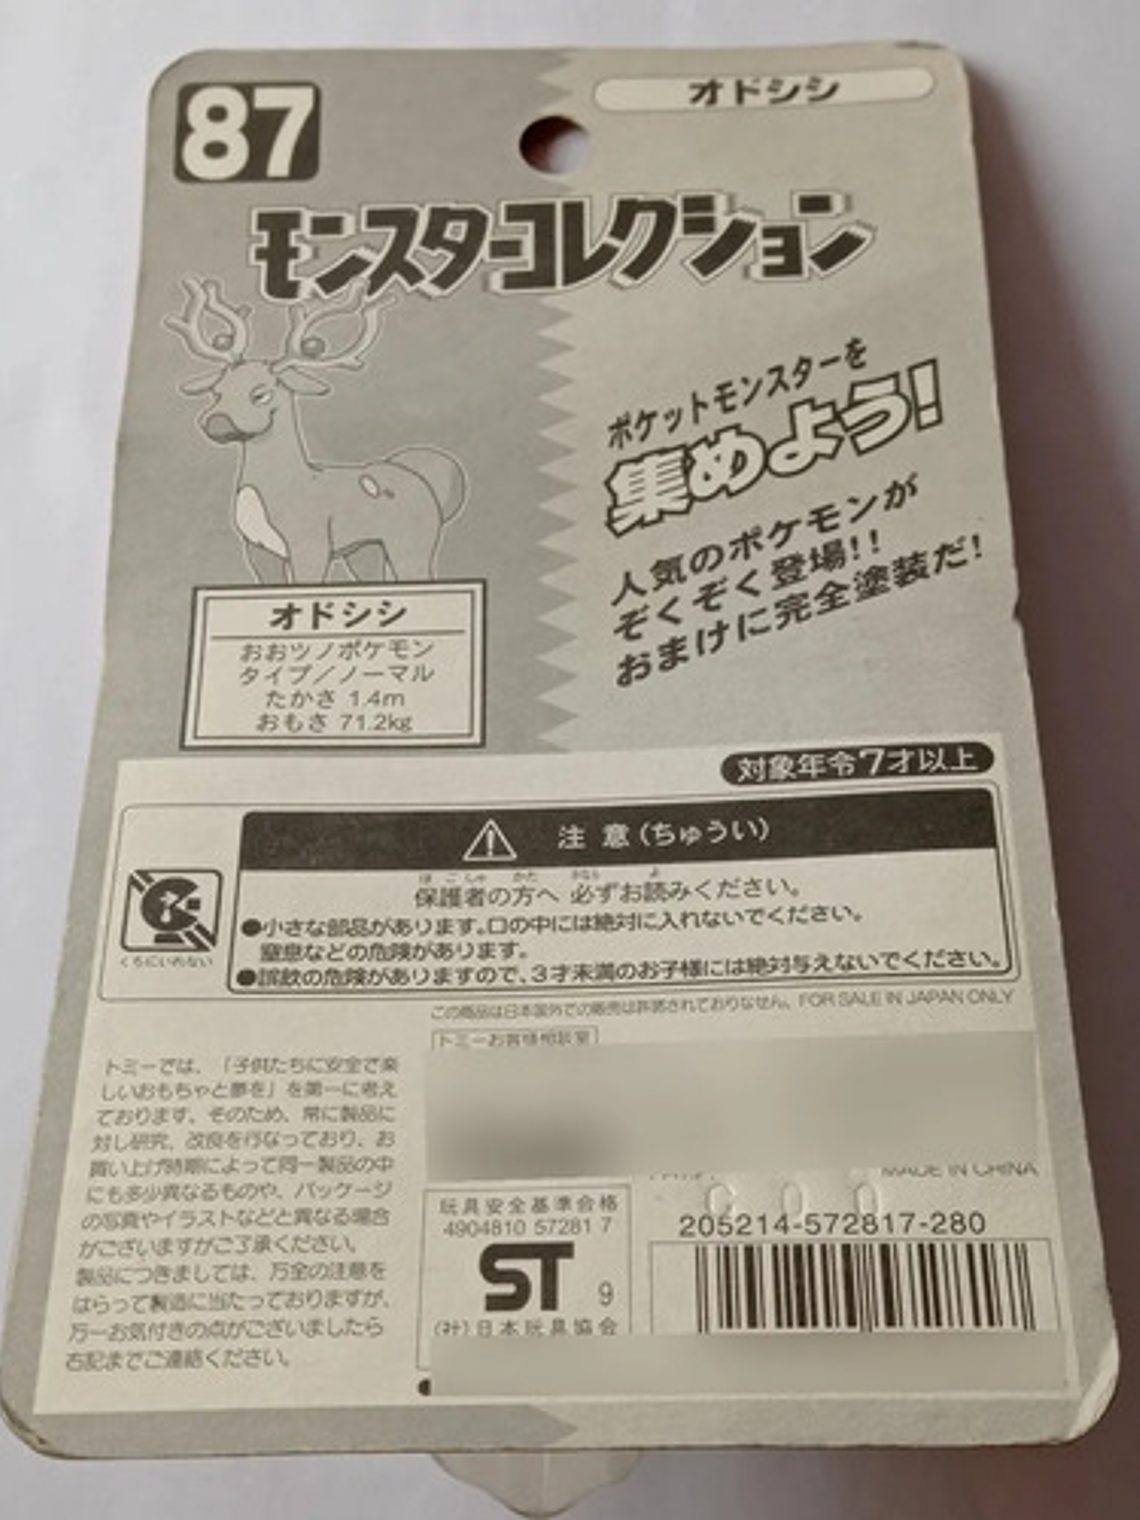 87
オドシシ
モンスターコレクション
ポケットモンスターを
集めよう!
人気のポケモンが
ぞくぞく登場!!
おまけに完全塗装だ!
オドシシ
おおツノポケモン
タイプ/ノーマル
たかさ 1.4m
おもさ 71.2kg
対象年令7才以上
注 意(ちゅうい)
ほごしゃ かた かなら よ
保護者の方へ 必ずお読みください。
●小さな部品があります。口の中には絶対に入れないでください。
窒息などの危険があります。
●誤飲の危険がありますので、3才未満のお子様には絶対与えないでください。
くちにいれない
この商品は日本国外での販売は許諾されておりません。FOR SALE IN JAPAN ONLY
トミーお客様相談室
トミーでは、「子供たちに安全で楽
しいおもちゃと夢を」を第一に考え
ております。そのため、常に製品に
対し研究、改良を行なっており、お
買い上げ時期によって同一製品の中
にも多少異なるものや、パッケージ
の写真やイラストなどと異なる場合
がございますがご了承ください。
製品につきましては、万全の注意を
はらって製造に当たっておりますが、
万一お気付きの点がございましたら
右記までご連絡ください。
MADE IN CHINA
玩具安全基準合格
4904810 57281 7
ST 9
(社)日本玩具協会
205214-572817-280